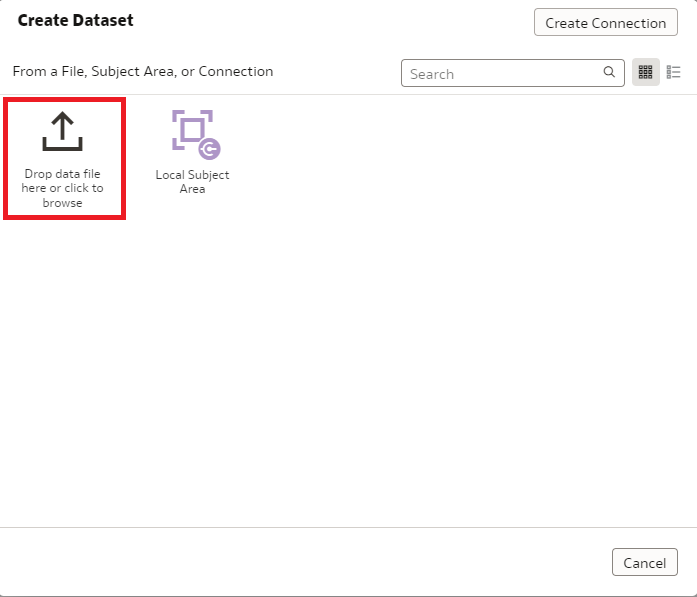 Create Dataset
Create Connection
From a File, Subject Area, or Connection
Search
Drop data file
here or click to
browse
Local Subject
Area
Cancel